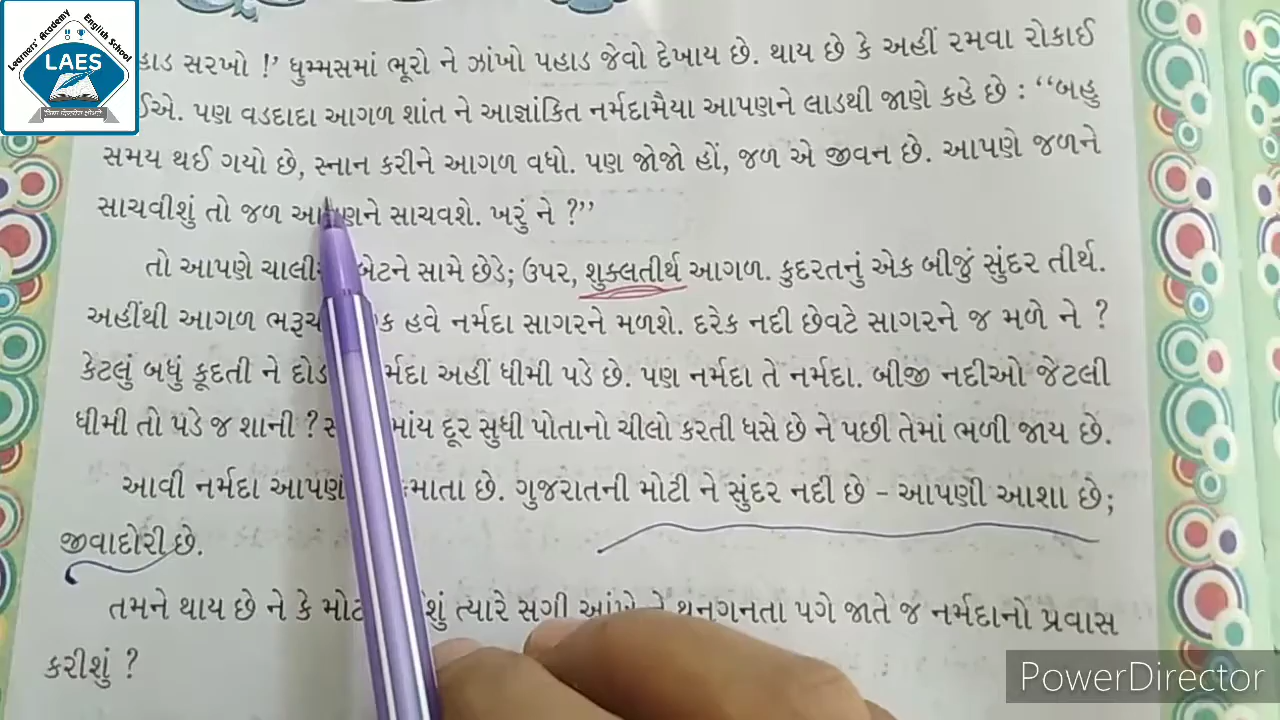 Learners' Academy English School
LAES
હાડ સરખો !’ ધુમ્મસમાં ભૂરો ને ઝાંખો પહાડ જેવો દેખાય છે. થાય છે કે અહીં રમવા રોકાઈ
ઈએ. પણ વડદાદા આગળ શાંત ને આજ્ઞાંકિત નર્મદામૈયા આપણને લાડથી જાણે કહે છે : ‘‘બહુ
સમય થઈ ગયો છે, સ્નાન કરીને આગળ વધો. પણ જોજો હોં, જળ એ જીવન છે. આપણે જળને
સાચવીશું તો જળ આપણને સાચવશે. ખરું ને ?’’
તો આપણે બેટને સામે છેડે; ઉપર, શુક્લતીર્થ આગળ. કુદરતનું એક બીજું સુંદર તીર્થ.
અહીંથી આગળ હવે નર્મદા સાગરને મળશે. દરેક નદી છેવટે સાગરને જ મળે ને ?
કેટલું બધું કૂદતી ને નર્મદા અહીં ધીમી પડે છે. પણ નર્મદા તે નર્મદા. બીજી નદીઓ જેટલી
ધીમી તો પડે જ શાની ? દૂર સુધી પોતાનો ચીલો કરતી ધસે છે ને પછી તેમાં ભળી જાય છે.
આવી નર્મદા છે. ગુજરાતની મોટી ને સુંદર નદી છે – આપણી આશા છે;
જીવાદોરી છે.
તમને થાય છે ને કે ત્યારે સગી થનગનતા પગે જાતે જ નર્મદાનો પ્રવાસ
કરીશું ?
PowerDirector